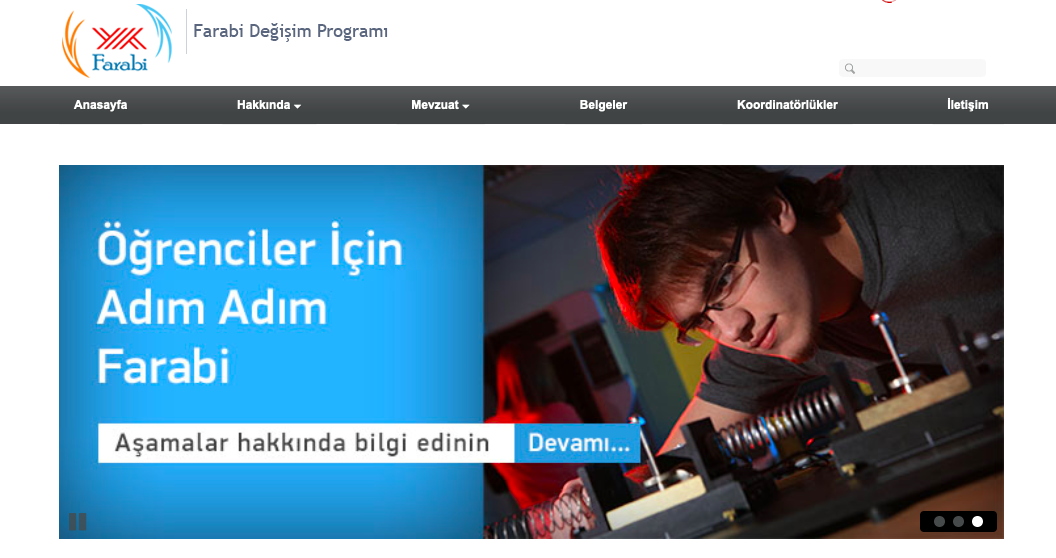 Farabi
Farabi Değişim Programı
Anasayfa
Hakkında
Mevzuat
Belgeler
Koordinatörlükler
İletişim
Öğrenciler İçin
Adım Adım
Farabi
Aşamalar hakkında bilgi edinin
Devamı...